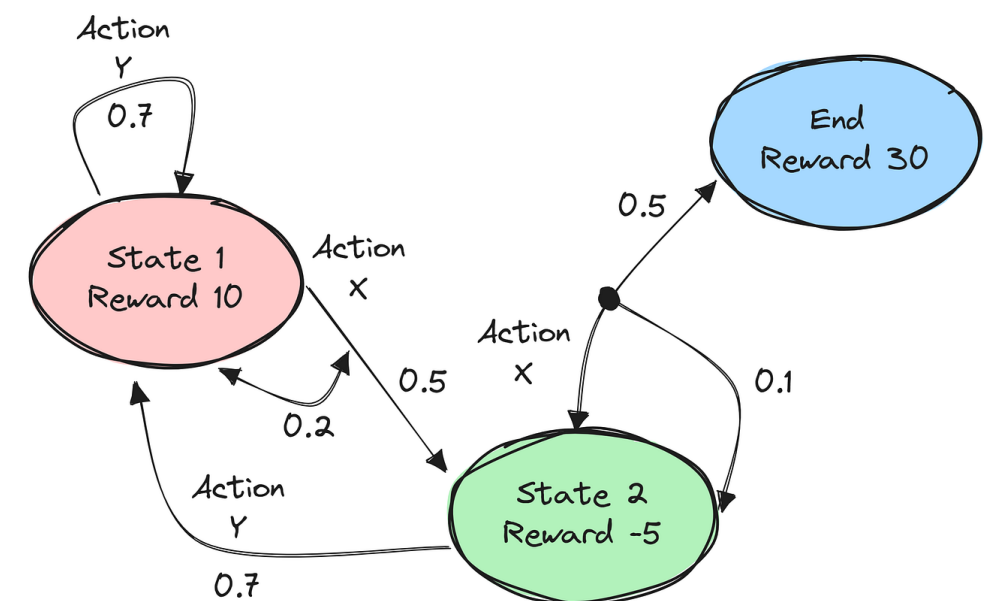 Action
Y
0.7
State 1
Reward 10
Action
X
0.5
0.2
End
Reward 30
0.5
Action
X
0.1
State 2
Reward -5
Action
Y
0.7